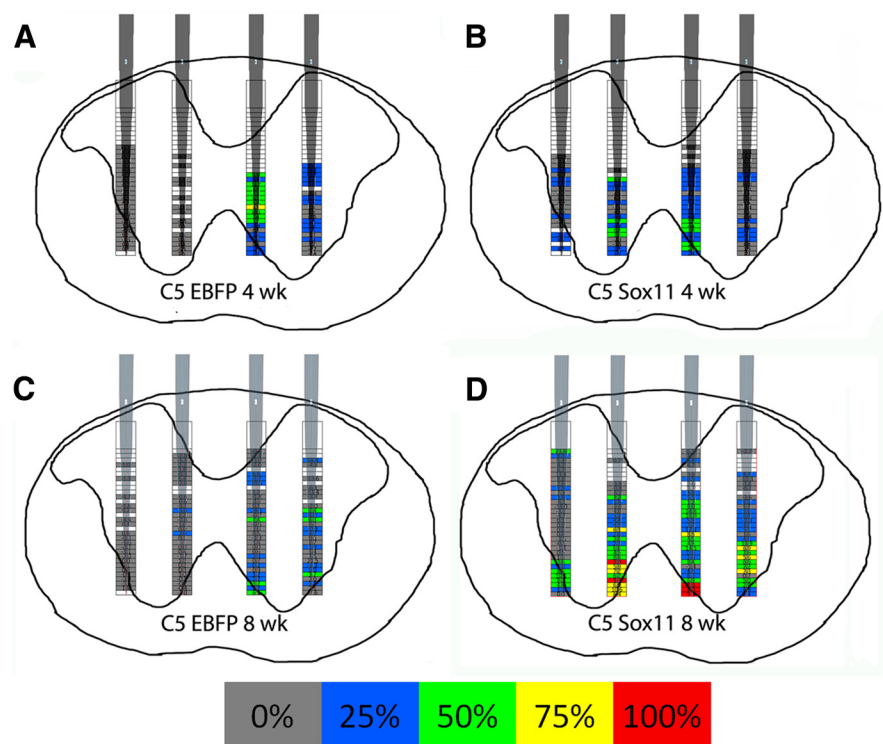 A
B
C5 EBFP 4 wk
C5 Sox11 4 wk
C
D
C5 EBFP 8 wk
C5 Sox11 8 wk
0% 25% 50% 75% 100%